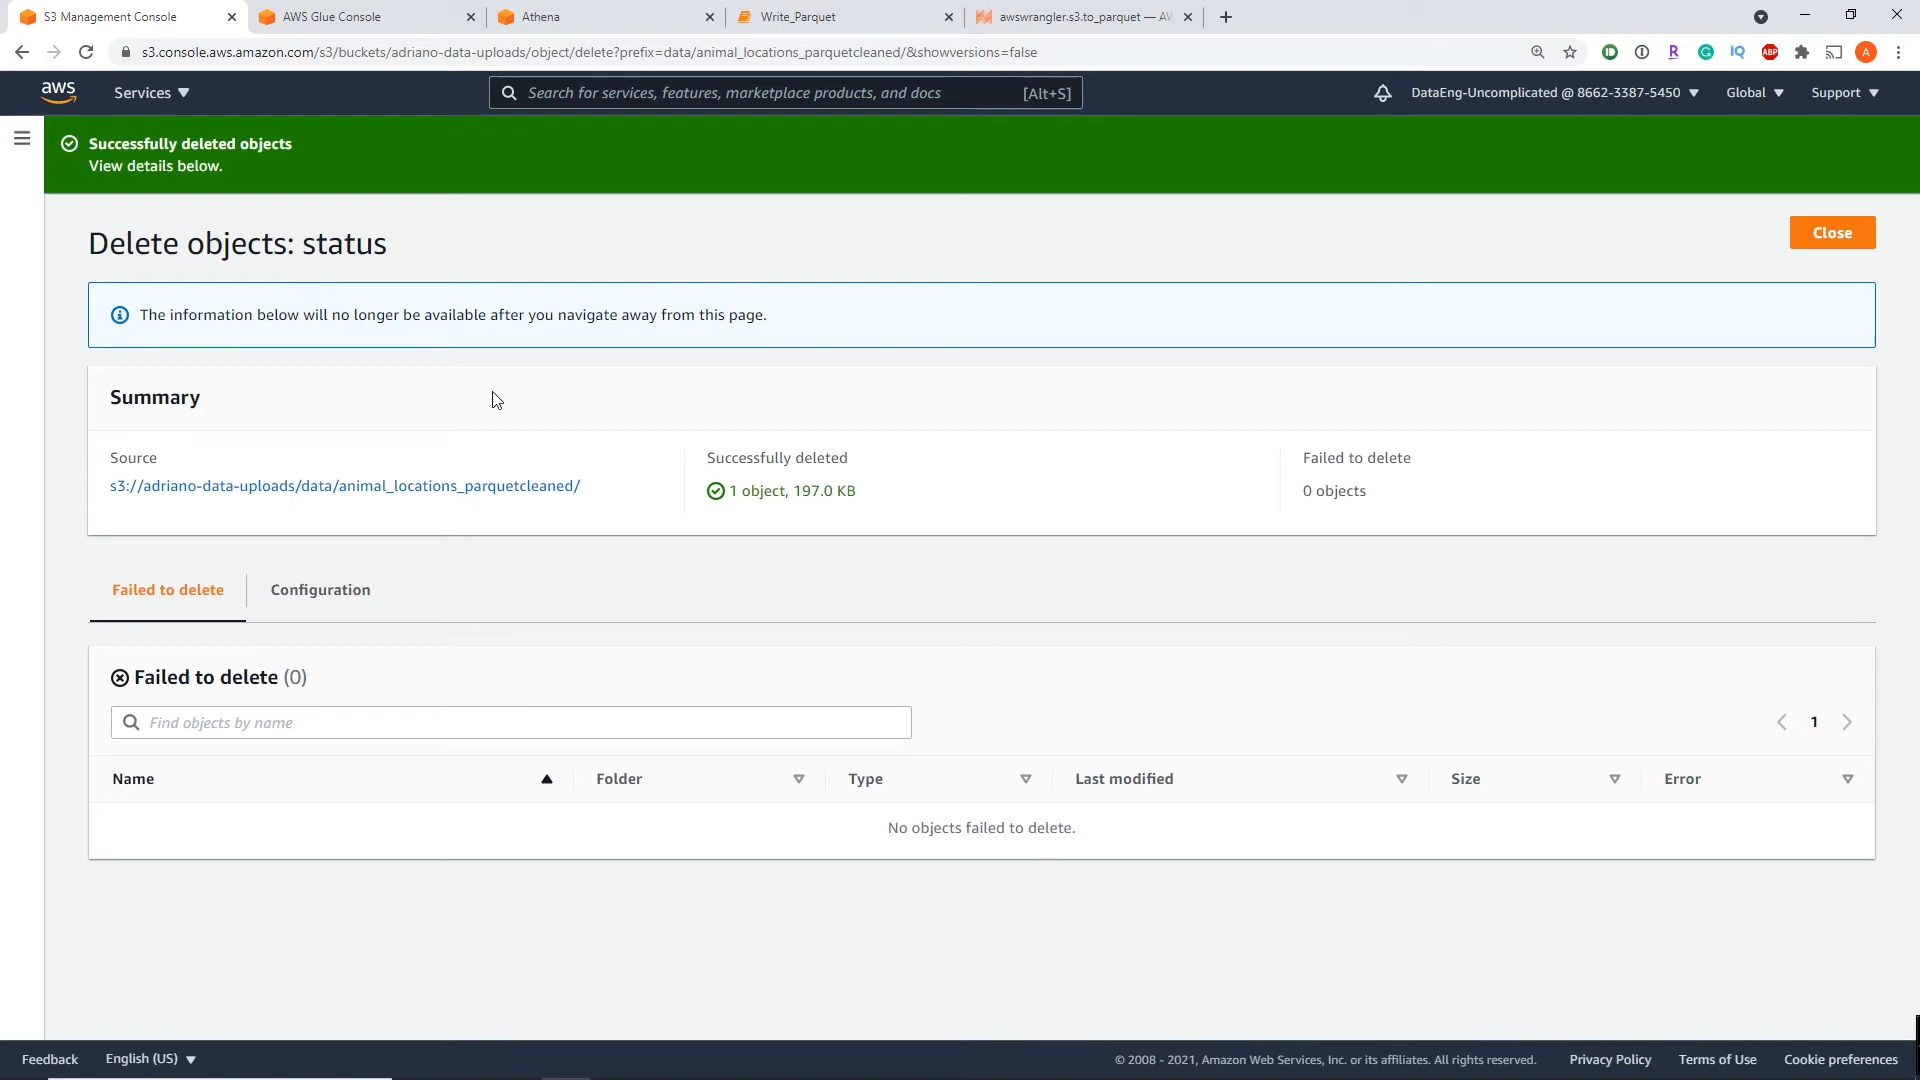 S3 Management Console
AWS Glue Console
Athena
Write_Parquet
awswrangler.s3.to_parquet — AW
s3.console.aws.amazon.com/s3/buckets/adriano-data-uploads/object/delete?prefix=data/animal_locations_parquetcleaned/&showversions=false
R
G
IQ
ABP
A
aws
Services
Search for services, features, marketplace products, and docs
[Alt+S]
DataEng-Uncomplicated @ 8662-3387-5450
Global
Support
Successfully deleted objects
View details below.
Delete objects: status
Close
The information below will no longer be available after you navigate away from this page.
Summary
Source
s3://adriano-data-uploads/data/animal_locations_parquetcleaned/
Successfully deleted
1 object, 197.0 KB
Failed to delete
0 objects
Failed to delete
Configuration
Failed to delete (0)
Find objects by name
1
Name
Folder
Type
Last modified
Size
Error
No objects failed to delete.
Feedback
English (US)
© 2008 - 2021, Amazon Web Services, Inc. or its affiliates. All rights reserved.
Privacy Policy
Terms of Use
Cookie preferences